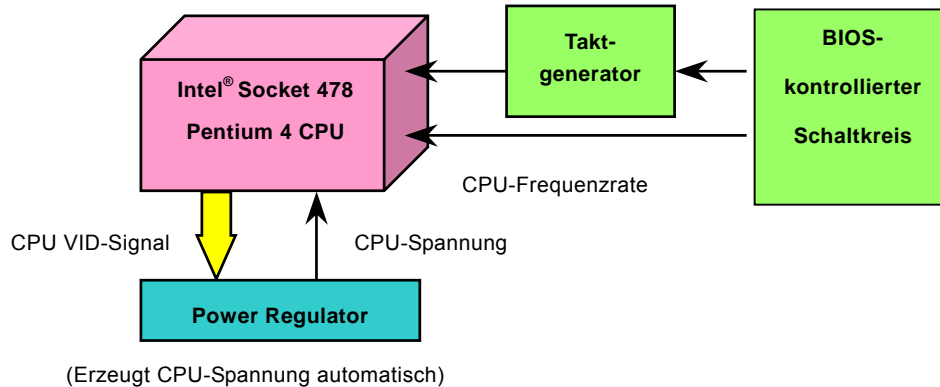 Intel® Socket 478
Pentium 4 CPU
Takt-
generator
BIOS-
kontrollierter
Schaltkreis
CPU-Frequenzrate
CPU VID-Signal
CPU-Spannung
Power Regulator
(Erzeugt CPU-Spannung automatisch)